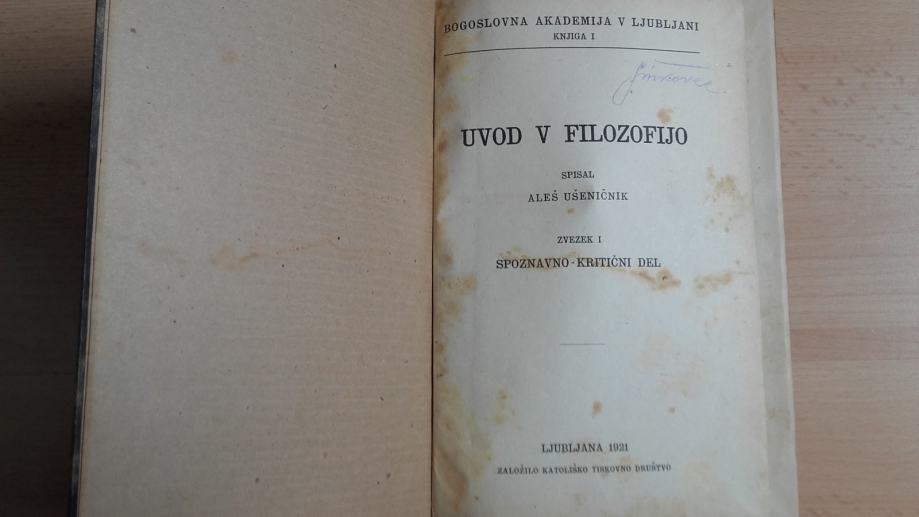 BOGOSLOVNA AKADEMIJA V LJUBLJANI
KNJIGA I
UVOD V FILOZOFIJO
SPISAL
ALEŠ UŠENIČNIK
ZVEZEK I
SPOZNAVNO-KRITIČNI DEL
LJUBLJANA 1921
ZALOŽILO KATOLIŠKO TISKOVNO DRUŠTVO